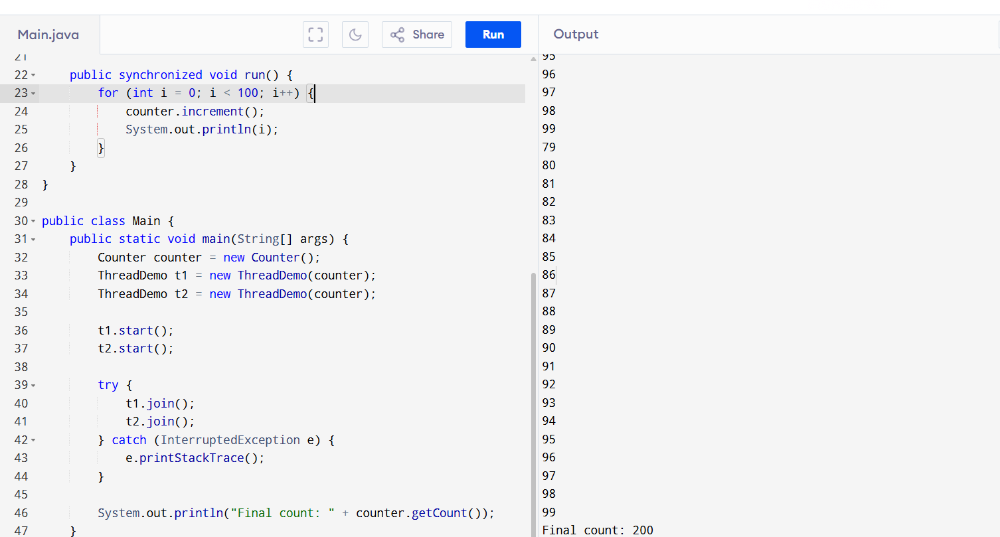 Main.java
Share
Run
Output
21
22 public synchronized void run() {
23 for (int i = 0; i < 100; i++) {
24 counter.increment();
25 System.out.println(i);
26 }
27 }
28 }
29
30 public class Main {
31 public static void main(String[] args) {
32 Counter counter = new Counter();
33 ThreadDemo t1 = new ThreadDemo(counter);
34 ThreadDemo t2 = new ThreadDemo(counter);
35
36 t1.start();
37 t2.start();
38
39 try {
40 t1.join();
41 t2.join();
42 } catch (InterruptedException e) {
43 e.printStackTrace();
44 }
45
46 System.out.println("Final count: " + counter.getCount());
47 }
95
96
97
98
99
79
80
81
82
83
84
85
86
87
88
89
90
91
92
93
94
95
96
97
98
99
Final count: 200